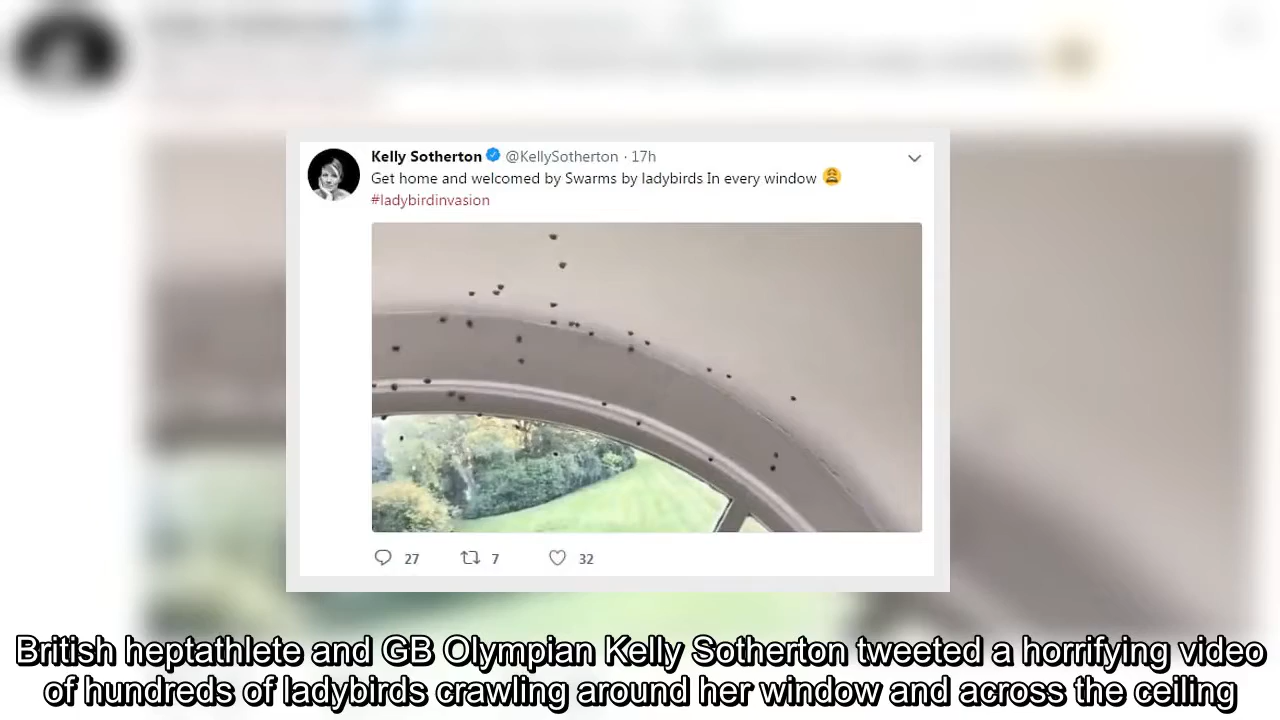 Kelly Sotherton @KellySotherton · 17h
Get home and welcomed by Swarms by ladybirds In every window 😩
#ladybirdinvasion
27 7 32
British heptathlete and GB Olympian Kelly Sotherton tweeted a horrifying video
of hundreds of ladybirds crawling around her window and across the ceiling